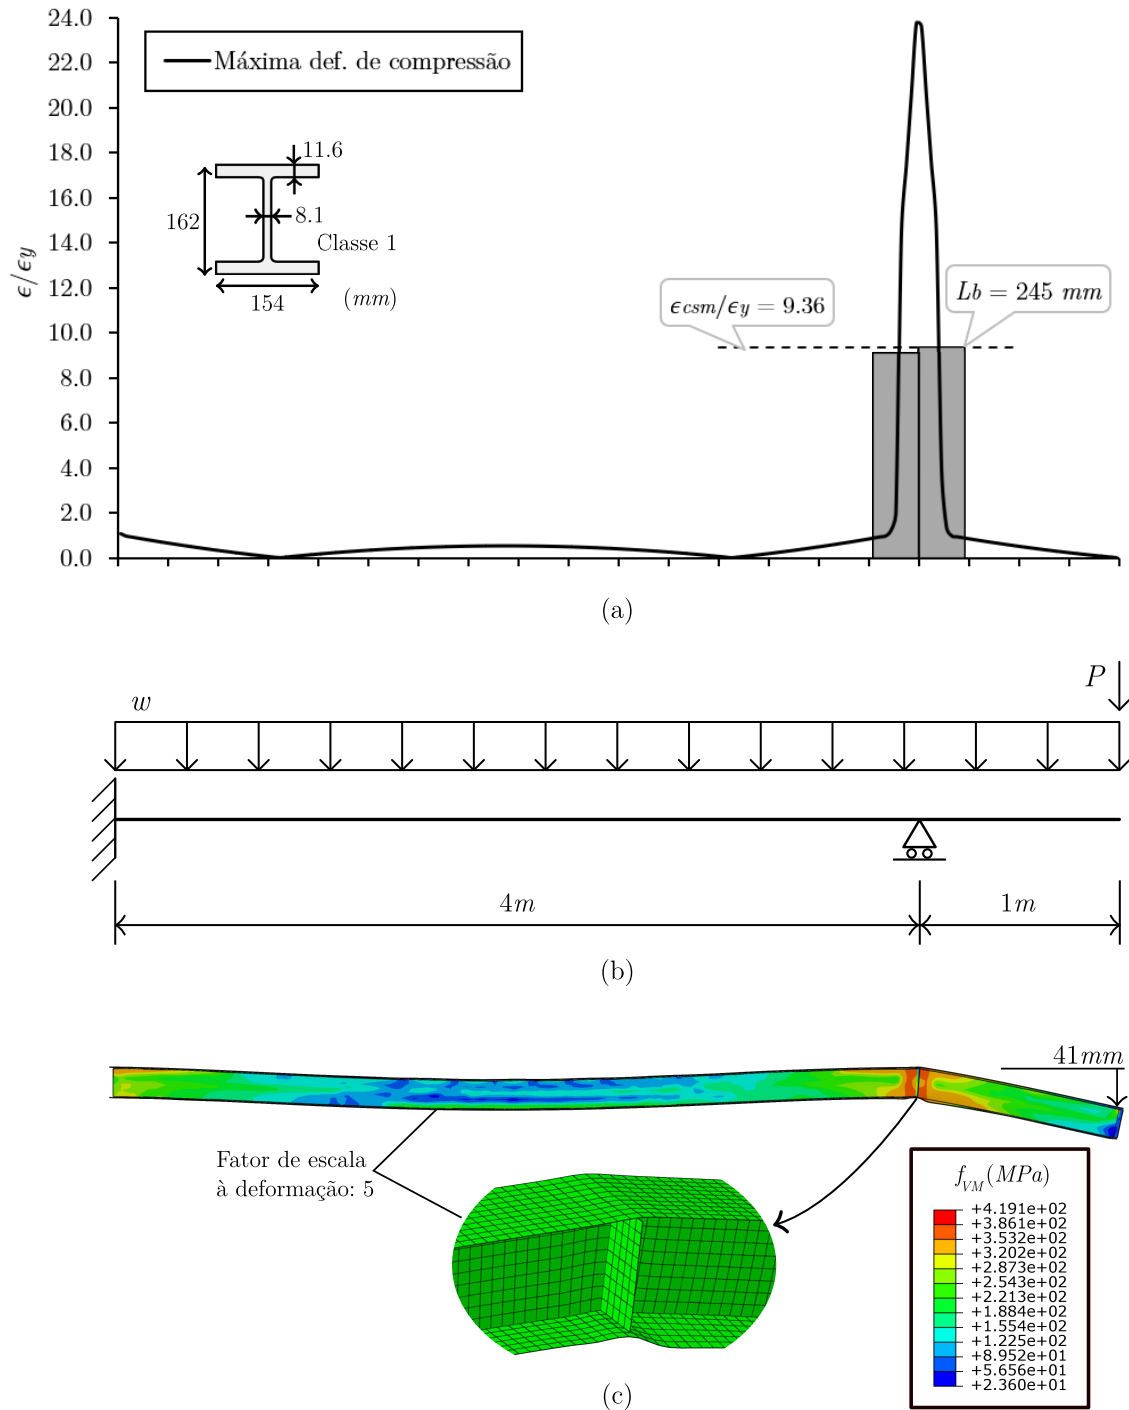 24.0
22.0
20.0
18.0
16.0
14.0
12.0
10.0
8.0
6.0
4.0
2.0
0.0
ϵ/ϵy
Máxima def. de compressão
11.6
162
8.1
Classe 1
154
(mm)
ϵcsm/ϵy = 9.36
Lb = 245 mm
(a)
P
w
4m
1m
(b)
41mm
Fator de escala
à deformação: 5
fVM(MPa)
+4.191e+02
+3.861e+02
+3.532e+02
+3.202e+02
+2.873e+02
+2.543e+02
+2.213e+02
+1.884e+02
+1.554e+02
+1.225e+02
+8.952e+01
+5.656e+01
+2.360e+01
(c)